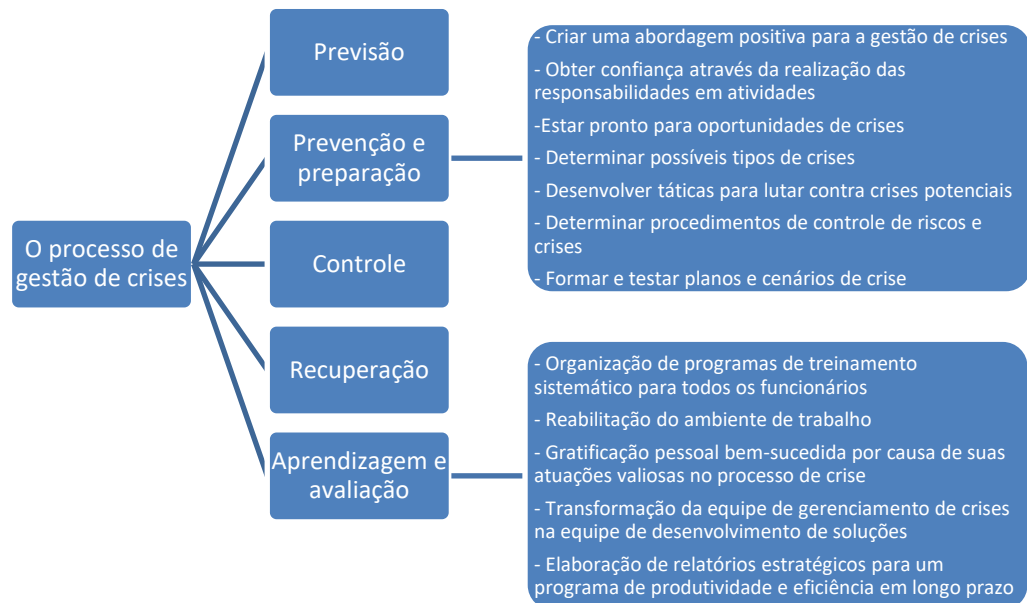 O processo de
gestão de crises
Previsão
Prevenção e
preparação
- Criar uma abordagem positiva para a gestão de crises
- Obter confiança através da realização das
responsabilidades em atividades
-Estar pronto para oportunidades de crises
- Determinar possíveis tipos de crises
- Desenvolver táticas para lutar contra crises potenciais
- Determinar procedimentos de controle de riscos e
crises
- Formar e testar planos e cenários de crise
Controle
Recuperação
Aprendizagem e
avaliação
- Organização de programas de treinamento
sistemático para todos os funcionários
- Reabilitação do ambiente de trabalho
- Gratificação pessoal bem-sucedida por causa de suas
atuações valiosas no processo de crise
- Transformação da equipe de gerenciamento de crises
na equipe de desenvolvimento de soluções
- Elaboração de relatórios estratégicos para um
programa de produtividade e eficiência em longo prazo